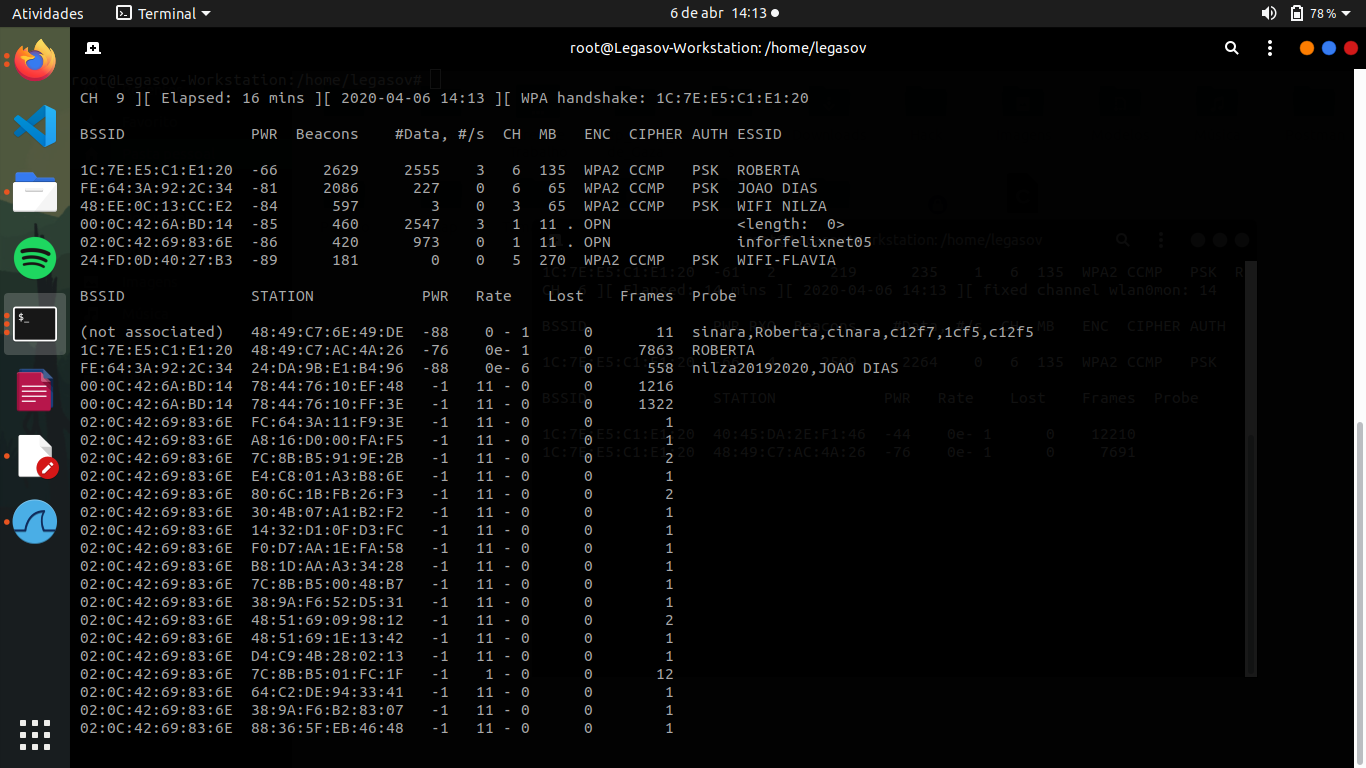 Atividades Terminal 6 de abr 14:13 78%
root@Legasov-Workstation: /home/legasov
root@Legasov-Workstation:/home/legasov#
CH 9 ][ Elapsed: 16 mins ][ 2020-04-06 14:13 ][ WPA handshake: 1C:7E:E5:C1:E1:20
BSSID PWR Beacons #Data, #/s CH MB ENC CIPHER AUTH ESSID
1C:7E:E5:C1:E1:20 -66 2629 2555 3 6 135 WPA2 CCMP PSK ROBERTA
FE:64:3A:92:2C:34 -81 2086 227 0 6 65 WPA2 CCMP PSK JOAO DIAS
48:EE:0C:13:CC:E2 -84 597 3 0 3 65 WPA2 CCMP PSK WIFI NILZA
00:0C:42:6A:BD:14 -85 460 2547 3 1 11 . OPN <length: 0>
02:0C:42:69:83:6E -86 420 973 0 1 11 . OPN inforfelixnet05
24:FD:0D:40:27:B3 -89 181 0 0 5 270 WPA2 CCMP PSK WIFI-FLAVIA
BSSID STATION PWR Rate Lost Frames Probe
(not associated) 48:49:C7:6E:49:DE -88 0 - 1 0 11 sinara,Roberta,cinara,c12f7,1cf5,c12f5
1C:7E:E5:C1:E1:20 48:49:C7:AC:4A:26 -76 0e- 1 0 7863 ROBERTA
FE:64:3A:92:2C:34 24:DA:9B:E1:B4:96 -88 0e- 6 0 558 nilza20192020,JOAO DIAS
00:0C:42:6A:BD:14 78:44:76:10:EF:48 -1 11 - 0 0 1216
00:0C:42:6A:BD:14 78:44:76:10:FF:3E -1 11 - 0 0 1322
02:0C:42:69:83:6E FC:64:3A:11:F9:3E -1 11 - 0 0 1
02:0C:42:69:83:6E A8:16:D0:00:FA:F5 -1 11 - 0 0 1
02:0C:42:69:83:6E 7C:8B:B5:91:9E:2B -1 11 - 0 0 2
02:0C:42:69:83:6E E4:C8:01:A3:B8:6E -1 11 - 0 0 1
02:0C:42:69:83:6E 80:6C:1B:FB:26:F3 -1 11 - 0 0 2
02:0C:42:69:83:6E 30:4B:07:A1:B2:F2 -1 11 - 0 0 1
02:0C:42:69:83:6E 14:32:D1:0F:D3:FC -1 11 - 0 0 1
02:0C:42:69:83:6E F0:D7:AA:1E:FA:58 -1 11 - 0 0 1
02:0C:42:69:83:6E B8:1D:AA:A3:34:28 -1 11 - 0 0 1
02:0C:42:69:83:6E 7C:8B:B5:00:48:B7 -1 11 - 0 0 1
02:0C:42:69:83:6E 38:9A:F6:52:D5:31 -1 11 - 0 0 1
02:0C:42:69:83:6E 48:51:69:09:98:12 -1 11 - 0 0 2
02:0C:42:69:83:6E 48:51:69:1E:13:42 -1 11 - 0 0 1
02:0C:42:69:83:6E D4:C9:4B:28:02:13 -1 11 - 0 0 1
02:0C:42:69:83:6E 7C:8B:B5:01:FC:1F -1 1 - 0 0 12
02:0C:42:69:83:6E 64:C2:DE:94:33:41 -1 11 - 0 0 1
02:0C:42:69:83:6E 38:9A:F6:B2:83:07 -1 11 - 0 0 1
02:0C:42:69:83:6E 88:36:5F:EB:46:48 -1 11 - 0 0 1